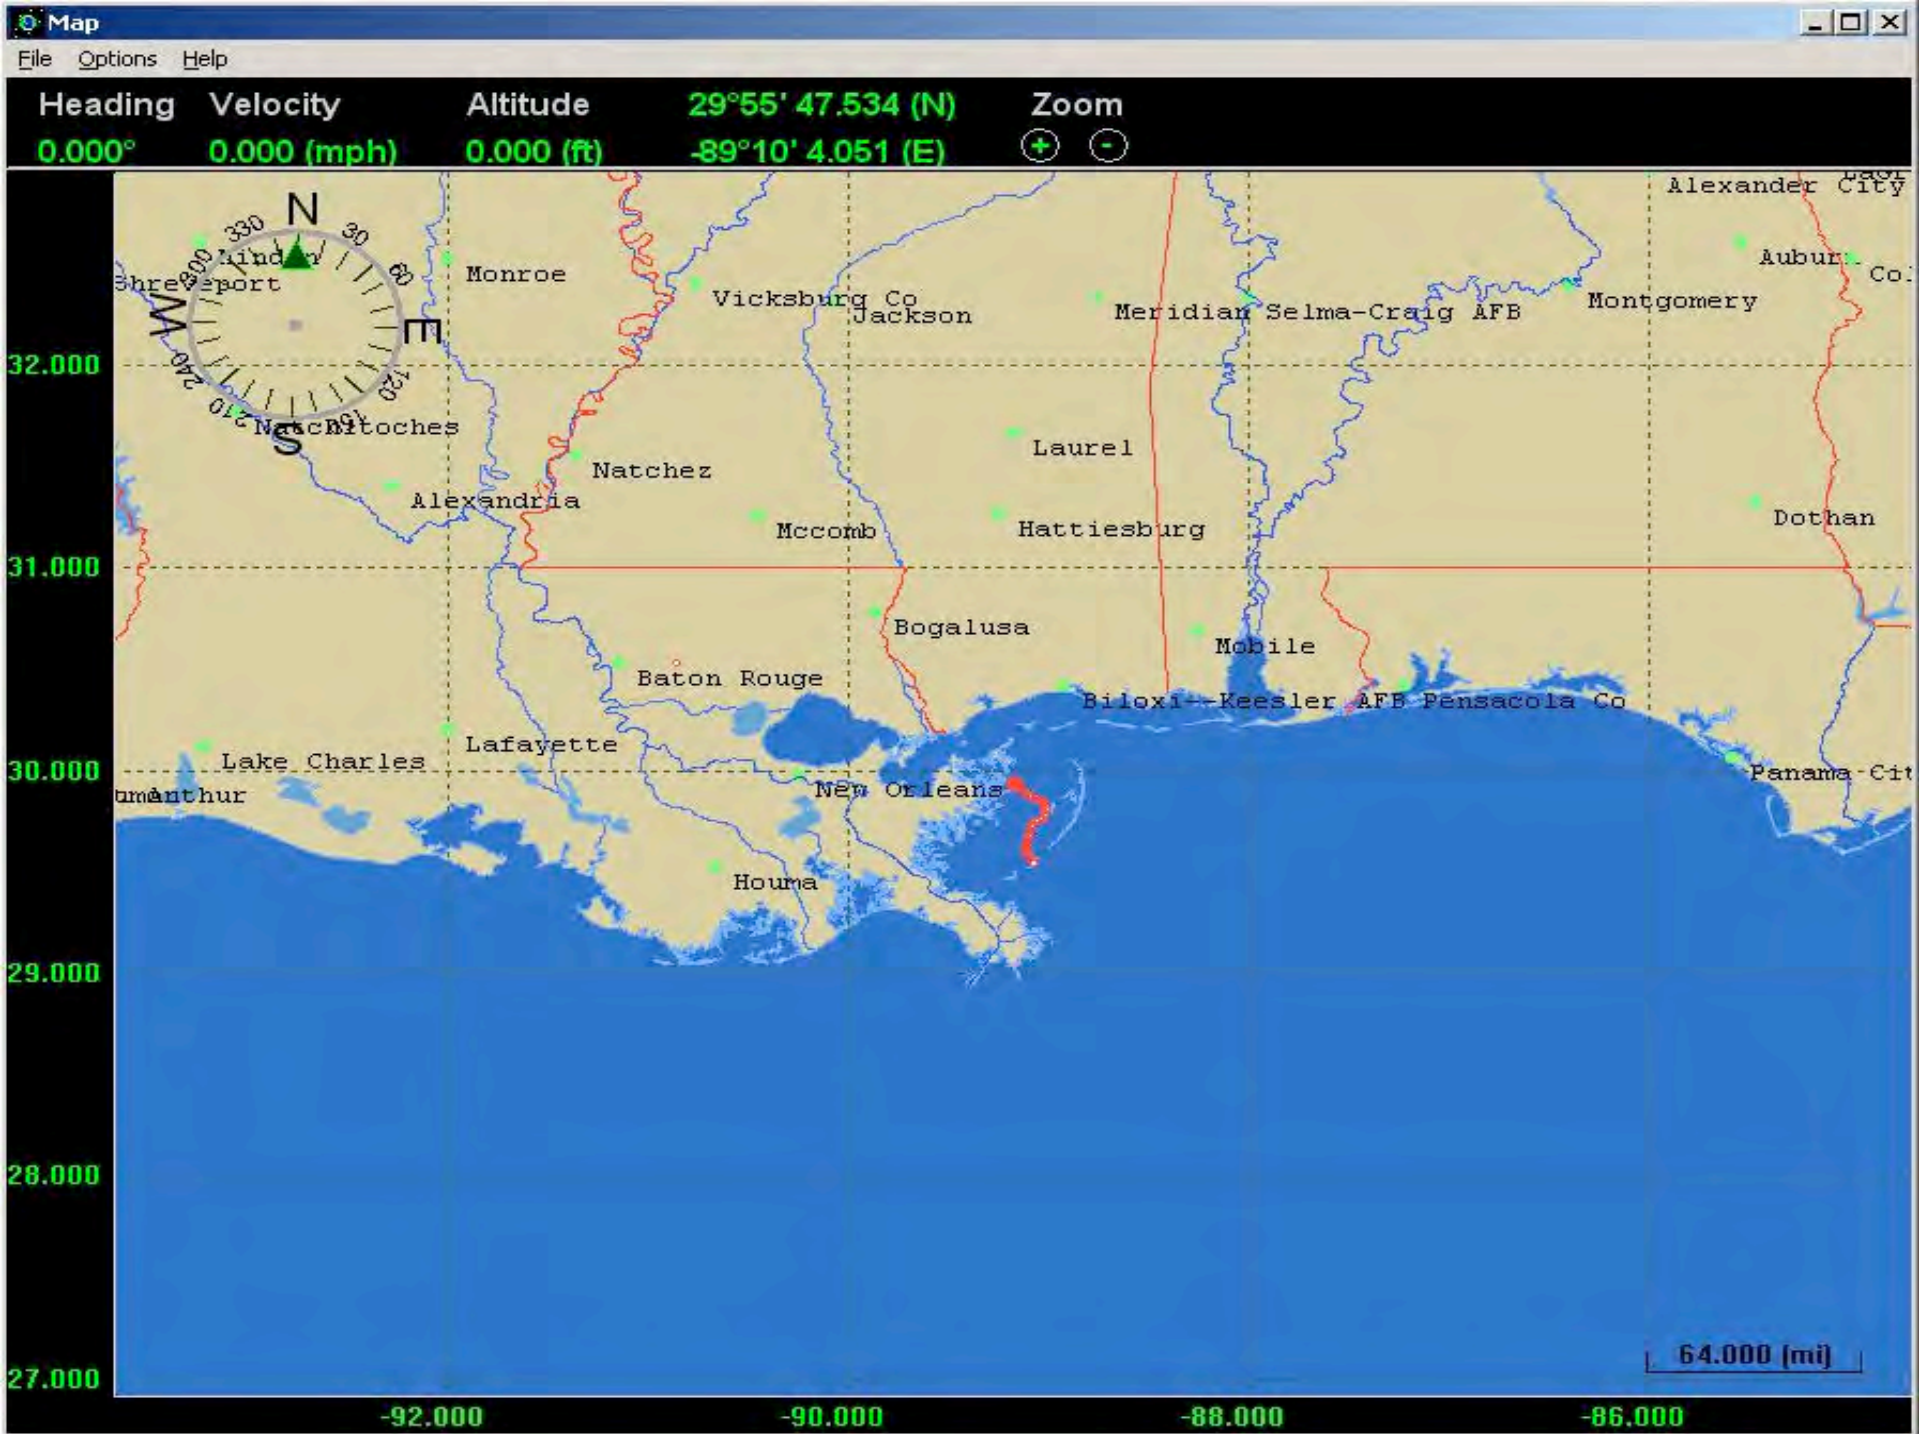 Map
File Options Help
Heading Velocity Altitude 29°55' 47.534 (N) Zoom
0.000° 0.000 (mph) 0.000 (ft) -89°10' 4.051 (E) + -
Alexander City
N
330 30
300 60
Monroe
Auburn
Shreveport
Vicksburg Co
Jackson
Meridian Selma-Craig AFB
Montgomery
W E
32.000
240 120
210 150
S
Natchitoches
Laurel
Natchez
Alexandria
Mccomb
Hattiesburg
Dothan
31.000
Bogalusa
Mobile
Baton Rouge
Biloxi--Keesler AFB Pensacola Co
Lafayette
Lake Charles
30.000
Panama Cit
New Orleans
Houma
29.000
28.000
64.000 (mi)
27.000
-92.000 -90.000 -88.000 -86.000